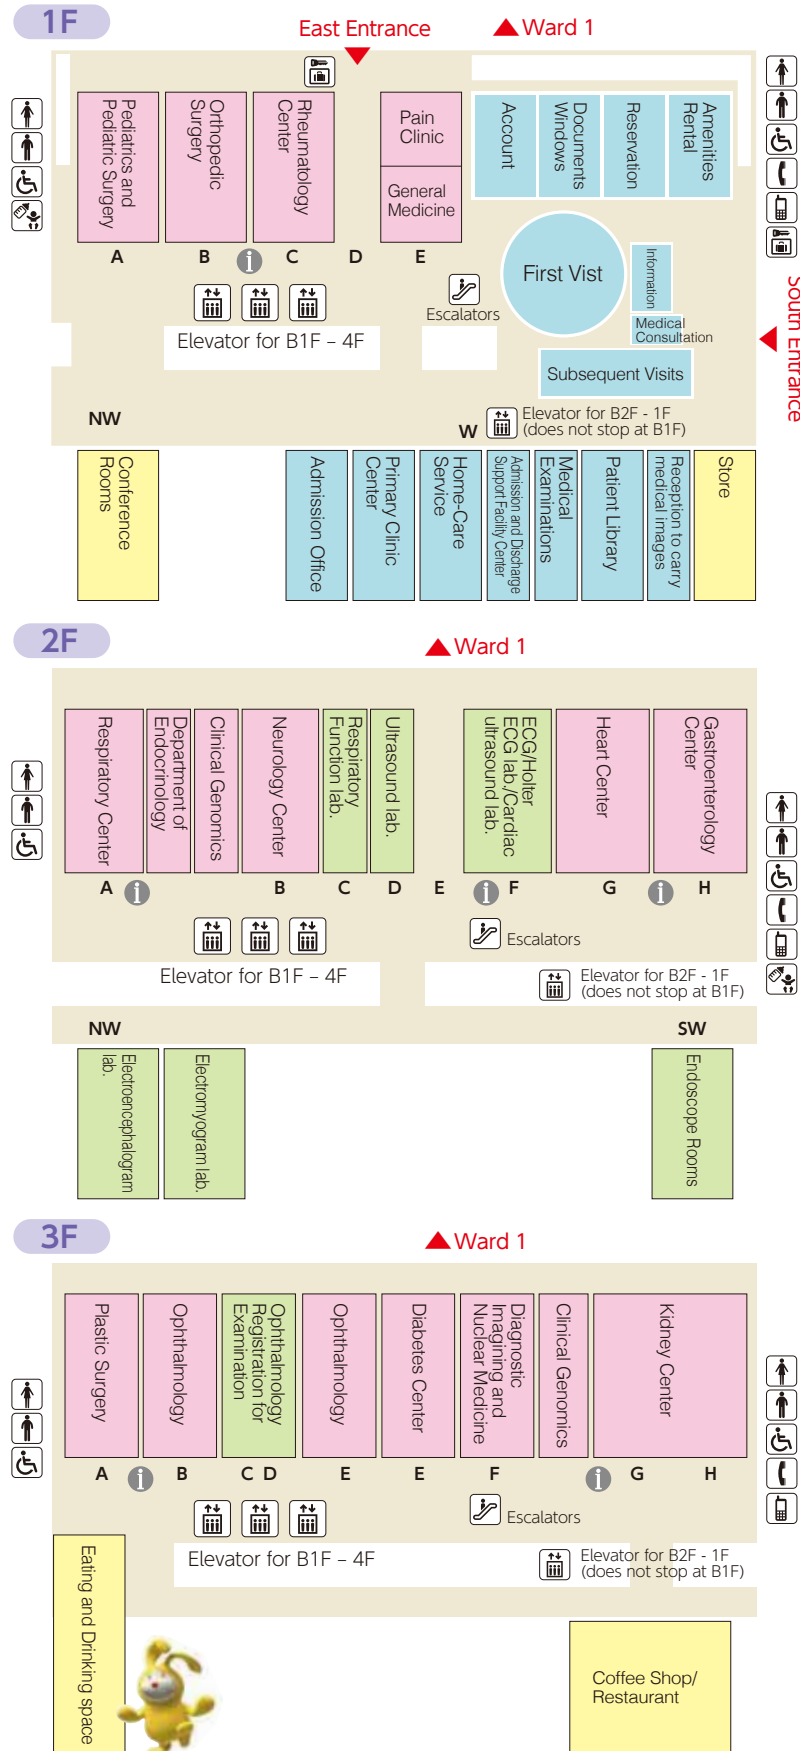 1F
East Entrance
Ward 1
Pediatrics and
Pediatric Surgery
Orthopedic
Surgery
Rheumatology
Center
Pain
Clinic
General
Medicine
Account
Documents
Windows
Reservation
Amenities
Rental
A
B
i
C
D
E
First Vist
Information
Medical
Consultation
Escalators
Elevator for B1F – 4F
Subsequent Visits
South Entrance
NW
W
Elevator for B2F - 1F
(does not stop at B1F)
Conference
Rooms
Admission Office
Primary Clinic
Center
Home-Care
Service
Admission and Discharge
Support Facility Center
Medical
Examinations
Patient Library
Reception to carry
medical images
Store
2F
Ward 1
Respiratory Center
Department of
Endocrinology
Clinical Genomics
Neurology Center
Respiratory
Function lab.
Ultrasound lab.
ECG/Holter
ECG lab./Cardiac
ultrasound lab.
Heart Center
Gastroenterology
Center
A
i
B
C
D
E
i
F
G
i
H
Escalators
Elevator for B1F – 4F
Elevator for B2F - 1F
(does not stop at B1F)
NW
SW
Electroencephalogram
lab.
Electromyogram lab.
Endoscope Rooms
3F
Ward 1
Plastic Surgery
Ophthalmology
Ophthalmology
Registration for
Examination
Ophthalmology
Diabetes Center
Diagnostic
Imagining and
Nuclear Medicine
Clinical Genomics
Kidney Center
A
i
B
C D
E
E
F
i
G
H
Escalators
Elevator for B1F – 4F
Elevator for B2F - 1F
(does not stop at B1F)
Eating and Drinking space
Coffee Shop/
Restaurant